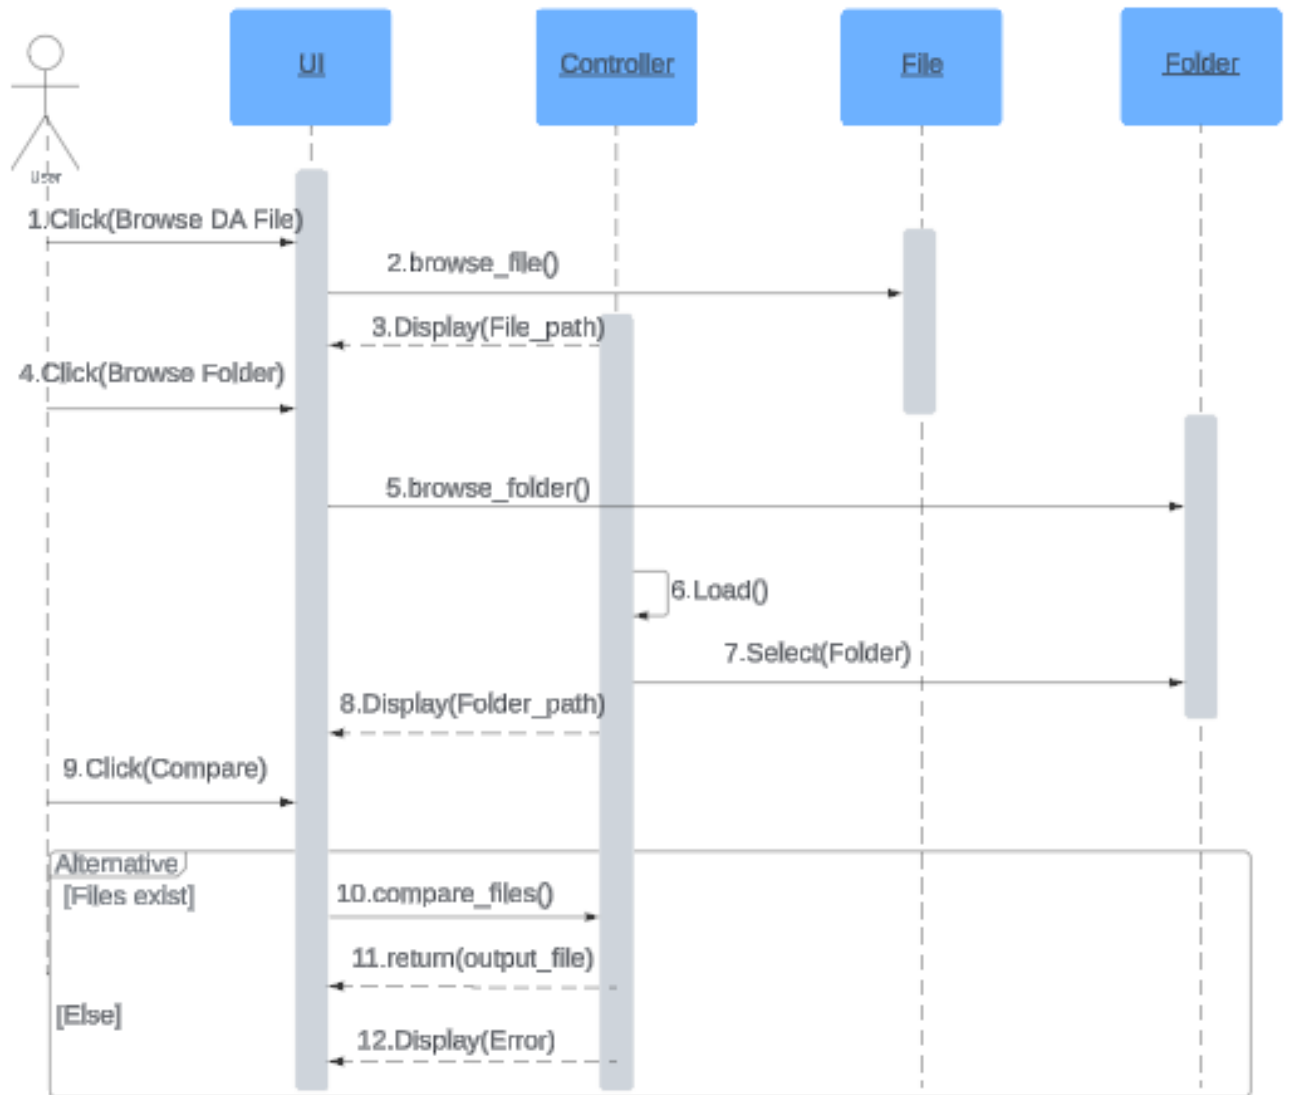 UI
Controller
File
Folder
User
1.Click(Browse DA File)
2.browse_file()
3.Display(File_path)
4.Click(Browse Folder)
5.browse_folder()
6.Load()
7.Select(Folder)
8.Display(Folder_path)
9.Click(Compare)
Alternative
[Files exist]
10.compare_files()
11.return(output_file)
[Else]
12.Display(Error)